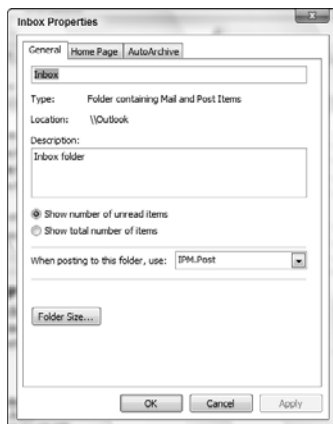 Inbox Properties
General Home Page AutoArchive
Inbox
Type: Folder containing Mail and Post Items
Location: \\Outlook
Description:
Inbox folder
Show number of unread items
Show total number of items
When posting to this folder, use: IPM.Post
Folder Size...
OK Cancel Apply